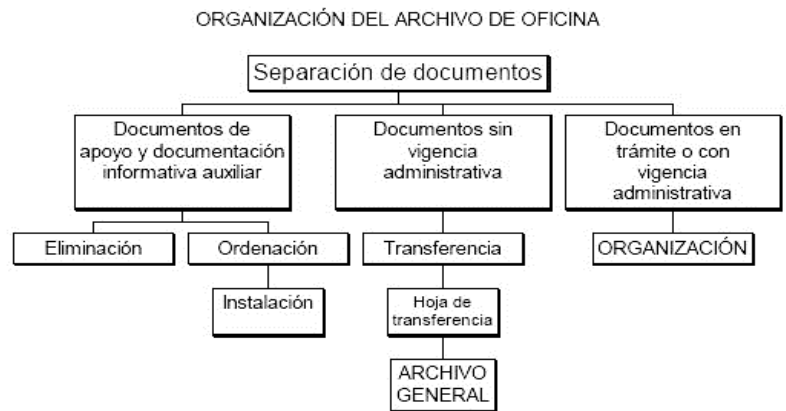 ORGANIZACIÓN DEL ARCHIVO DE OFICINA
Separación de documentos
Documentos de
apoyo y documentación
informativa auxiliar
Documentos sin
vigencia
administrativa
Documentos en
trámite o con
vigencia
administrativa
Eliminación
Ordenación
Transferencia
ORGANIZACIÓN
Instalación
Hoja de
transferencia
ARCHIVO
GENERAL